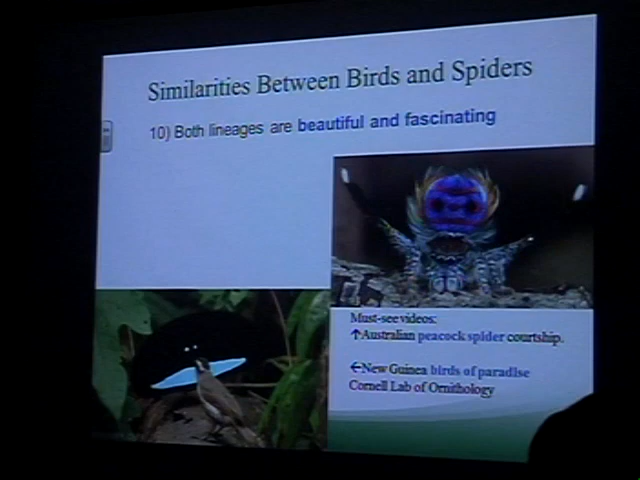 Similarities Between Birds and Spiders
10) Both lineages are beautiful and fascinating
Must-see videos:
↑Australian peacock spider courtship.
←New Guinea birds of paradise
Cornell Lab of Ornithology